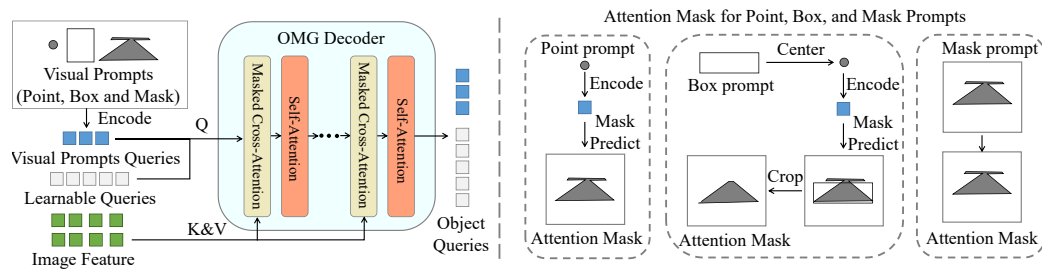 Visual Prompts
(Point, Box and Mask)
Encode
Visual Prompts Queries
Learnable Queries
Image Feature
Q
K&V
OMG Decoder
Masked Cross-Attention
Self-Attention
Masked Cross-Attention
Self-Attention
Object
Queries
Attention Mask for Point, Box, and Mask Prompts
Point prompt
Encode
Mask
Predict
Attention Mask
Box prompt
Center
Encode
Mask
Predict
Crop
Attention Mask
Mask prompt
Attention Mask